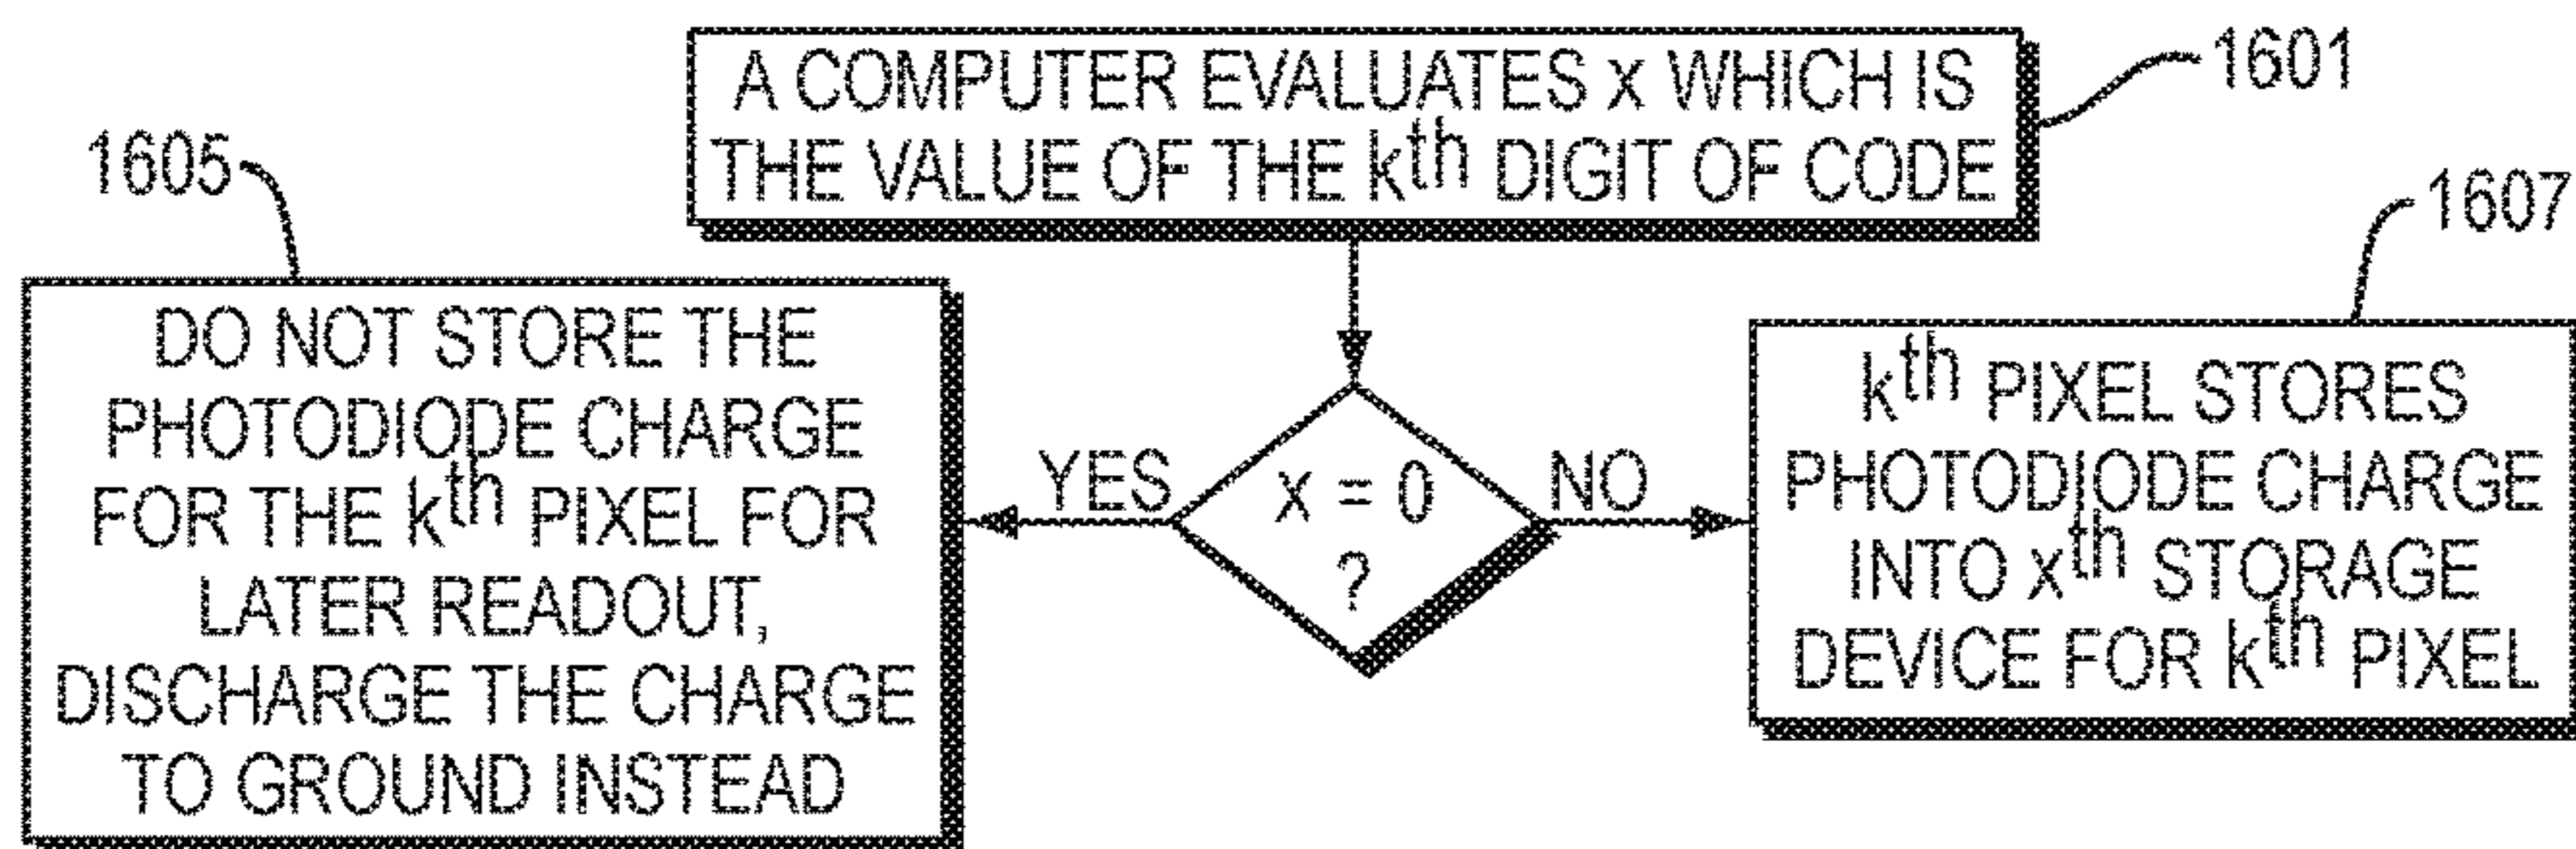 A COMPUTER EVALUATES x WHICH IS
THE VALUE OF THE kth DIGIT OF CODE
1601
1605
DO NOT STORE THE
PHOTODIODE CHARGE
FOR THE kth PIXEL FOR
LATER READOUT,
DISCHARGE THE CHARGE
TO GROUND INSTEAD
YES
X = 0
?
NO
1607
kth PIXEL STORES
PHOTODIODE CHARGE
INTO xth STORAGE
DEVICE FOR kth PIXEL